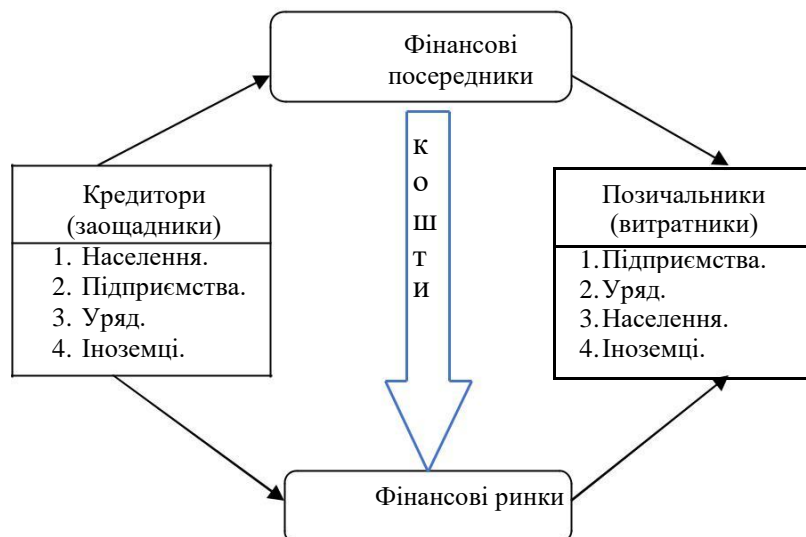 Фінансові
посередники
кошти
Кредитори
(заощадники)
1. Населення.
2. Підприємства.
3. Уряд.
4. Іноземці.
Позичальники
(витратники)
1.Підприємства.
2.Уряд.
3.Населення.
4.Іноземці.
Фінансові ринки